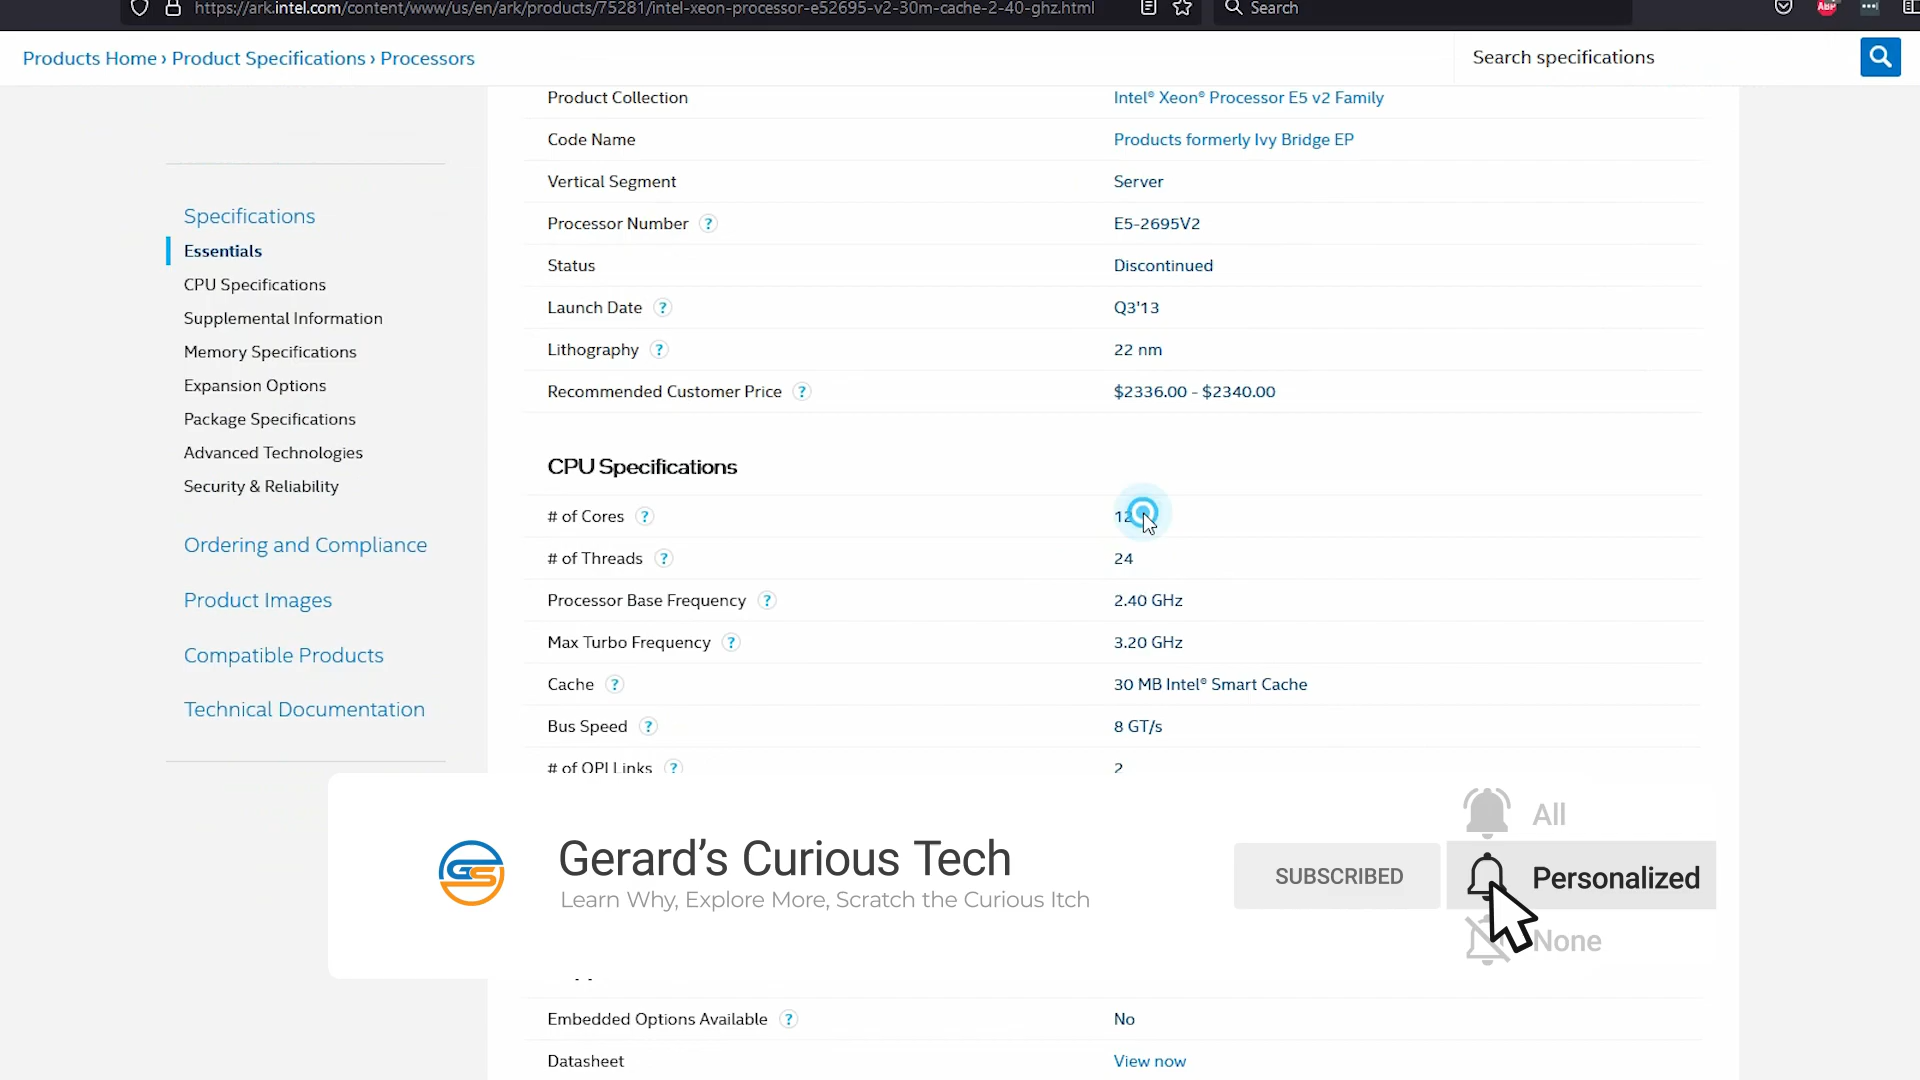 https://ark.intel.com/content/www/us/en/ark/products/75281/intel-xeon-processor-e52695-v2-30m-cache-2-40-ghz.html
Search
ABP
Products Home › Product Specifications › Processors
Search specifications
Product Collection Intel® Xeon® Processor E5 v2 Family
Code Name Products formerly Ivy Bridge EP
Vertical Segment Server
Processor Number ? E5-2695V2
Status Discontinued
Launch Date ? Q3'13
Lithography ? 22 nm
Recommended Customer Price ? $2336.00 - $2340.00
Specifications
Essentials
CPU Specifications
Supplemental Information
Memory Specifications
Expansion Options
Package Specifications
Advanced Technologies
Security & Reliability
Ordering and Compliance
Product Images
Compatible Products
Technical Documentation
CPU Specifications
# of Cores ? 12
# of Threads ? 24
Processor Base Frequency ? 2.40 GHz
Max Turbo Frequency ? 3.20 GHz
Cache ? 30 MB Intel® Smart Cache
Bus Speed ? 8 GT/s
# of QPI Links ? 2
GS
Gerard's Curious Tech
Learn Why, Explore More, Scratch the Curious Itch
SUBSCRIBED
All
Personalized
None
Embedded Options Available ? No
Datasheet View now